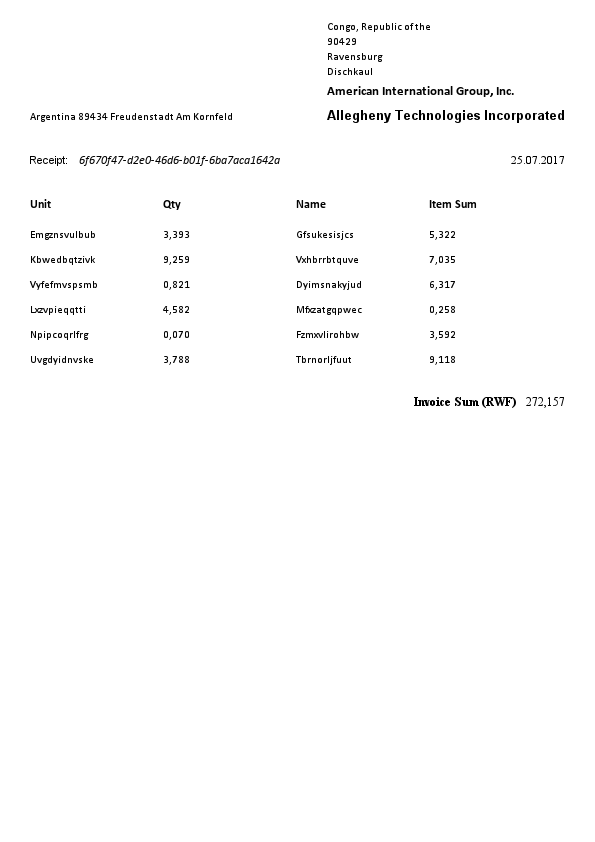 Congo, Republic of the
90429
Ravensburg
Dischkaul
American International Group, Inc.
Argentina 89434 Freudenstadt Am Kornfeld
Allegheny Technologies Incorporated
Receipt: 6f670f47-d2e0-46d6-b01f-6ba7aca1642a 25.07.2017
Unit Qty Name Item Sum
Emgznsvulbub 3,393 Gfsukesisjcs 5,322
Kbwedbqtzivk 9,259 Vxhbrrbtquve 7,035
Vyfefmvspsmb 0,821 Dyimsnakyjud 6,317
Lxzvpieqqtti 4,582 Mfxzatgqpwec 0,258
Npipcoqrlfrg 0,070 Fzmxvlirohbw 3,592
Uvgdyidnvske 3,788 Tbrnorljfuut 9,118
Invoice Sum (RWF) 272,157